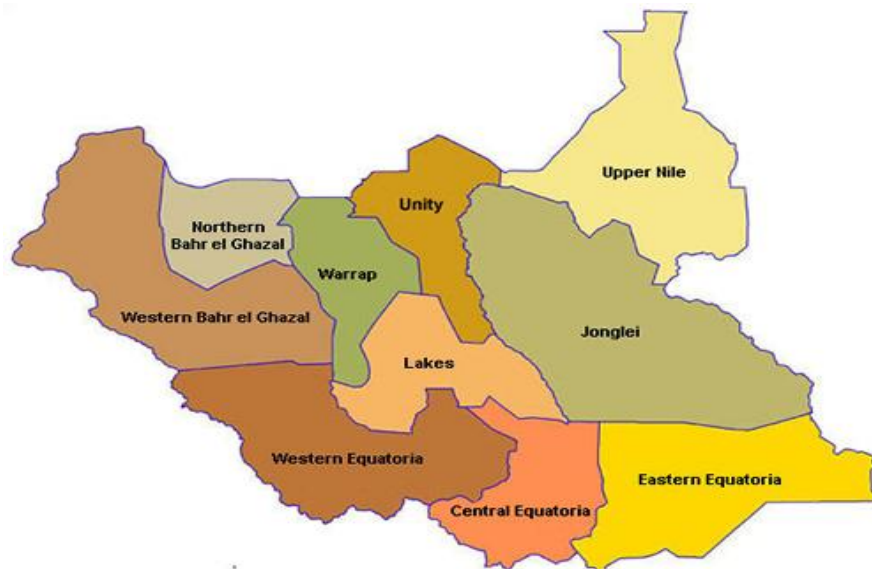 Upper Nile
Unity
Northern
Bahr el Ghazal
Warrap
Western Bahr el Ghazal
Jonglei
Lakes
Western Equatoria
Eastern Equatoria
Central Equatoria